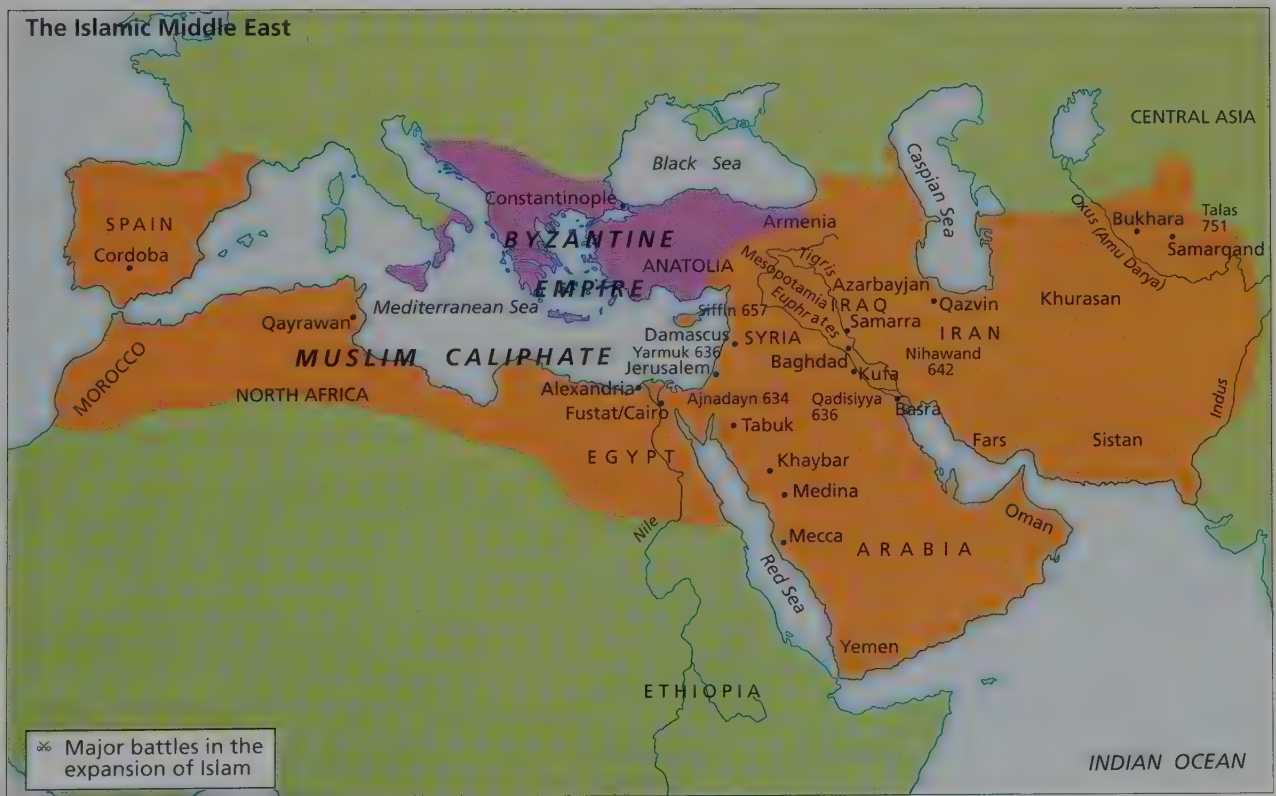 The Islamic Middle East
CENTRAL ASIA
Black Sea
Caspian Sea
Constantinople
Armenia
Oxus (Amu Darya)
Bukhara
Talas
751
Samarqand
SPAIN
Cordoba
BYZANTINE
EMPIRE
ANATOLIA
Mesopotamia
Tigris
Euphrates
Azarbayjan
IRAQ
Qazvin
Khurasan
Mediterranean Sea
Siffin 657
Samarra
IRAN
Qayrawan
Damascus
SYRIA
Yarmuk 636
Jerusalem
Baghdad
Nihawand
642
Kufa
MUSLIM CALIPHATE
MOROCCO
NORTH AFRICA
Alexandria
Fustat/Cairo
Ajnadayn 634
Qadisiyya
636
Basra
Indus
Tabuk
EGYPT
Fars
Sistan
Khaybar
Medina
Oman
Nile
Mecca
ARABIA
Red Sea
Yemen
ETHIOPIA
Major battles in the
expansion of Islam
INDIAN OCEAN